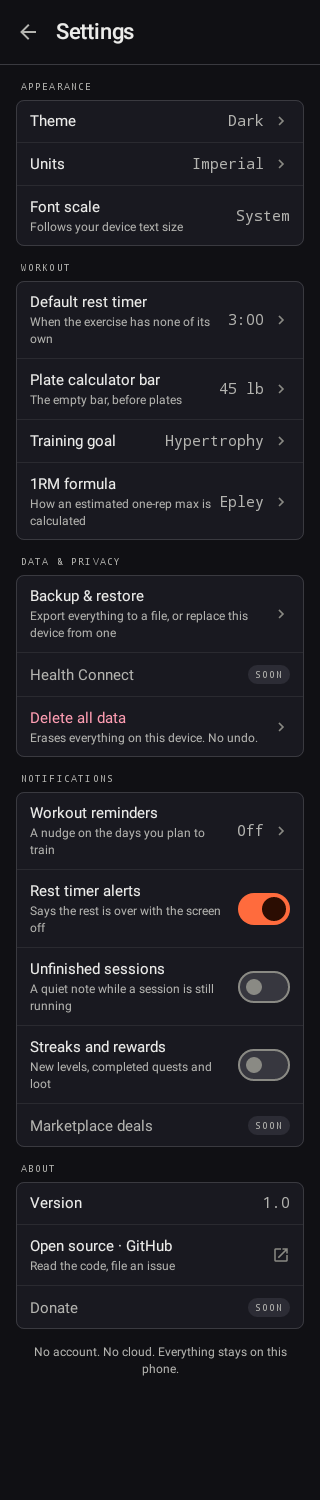 Settings
APPEARANCE
Theme
Dark
Units
Imperial
Font scale
Follows your device text size
System
WORKOUT
Default rest timer
When the exercise has none of its
own
3:00
Plate calculator bar
The empty bar, before plates
45 lb
Training goal
Hypertrophy
1RM formula
How an estimated one-rep max is
calculated
Epley
DATA & PRIVACY
Backup & restore
Export everything to a file, or replace this
device from one
Health Connect
SOON
Delete all data
Erases everything on this device. No undo.
NOTIFICATIONS
Workout reminders
A nudge on the days you plan to
train
Off
Rest timer alerts
Says the rest is over with the screen
off
Unfinished sessions
A quiet note while a session is still
running
Streaks and rewards
New levels, completed quests and
loot
Marketplace deals
SOON
ABOUT
Version
1.0
Open source · GitHub
Read the code, file an issue
Donate
SOON
No account. No cloud. Everything stays on this
phone.